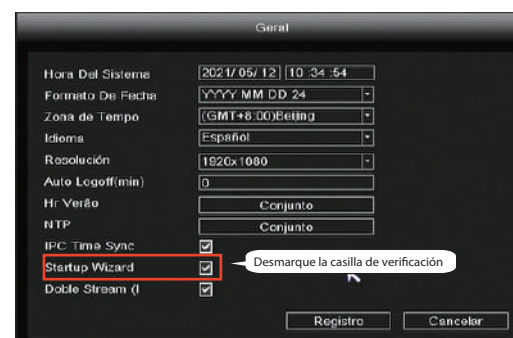 Geral
Hora Del Sistema 2021/05/12 10:34:54
Formato De Fecha YYYY MM DD 24
Zona de Tempo (GMT+8:00)Beijing
Idioma Español
Resolución 1920x1080
Auto Logoff(min) 0
Hr Verão Conjunto
NTP Conjunto
IPC Time Sync
Startup Wizard Desmarque la casilla de verificación
Doble Stream (I
Registro Cancelar